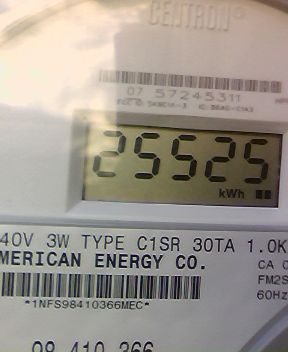 CENTRON®
07 57245311
25525
kWh
40V 3W TYPE C1SR 30TA 1.0K
MERICAN ENERGY CO.
CA 0
FM2S
*1NFS98410366MEC*
60Hz
98 410 366